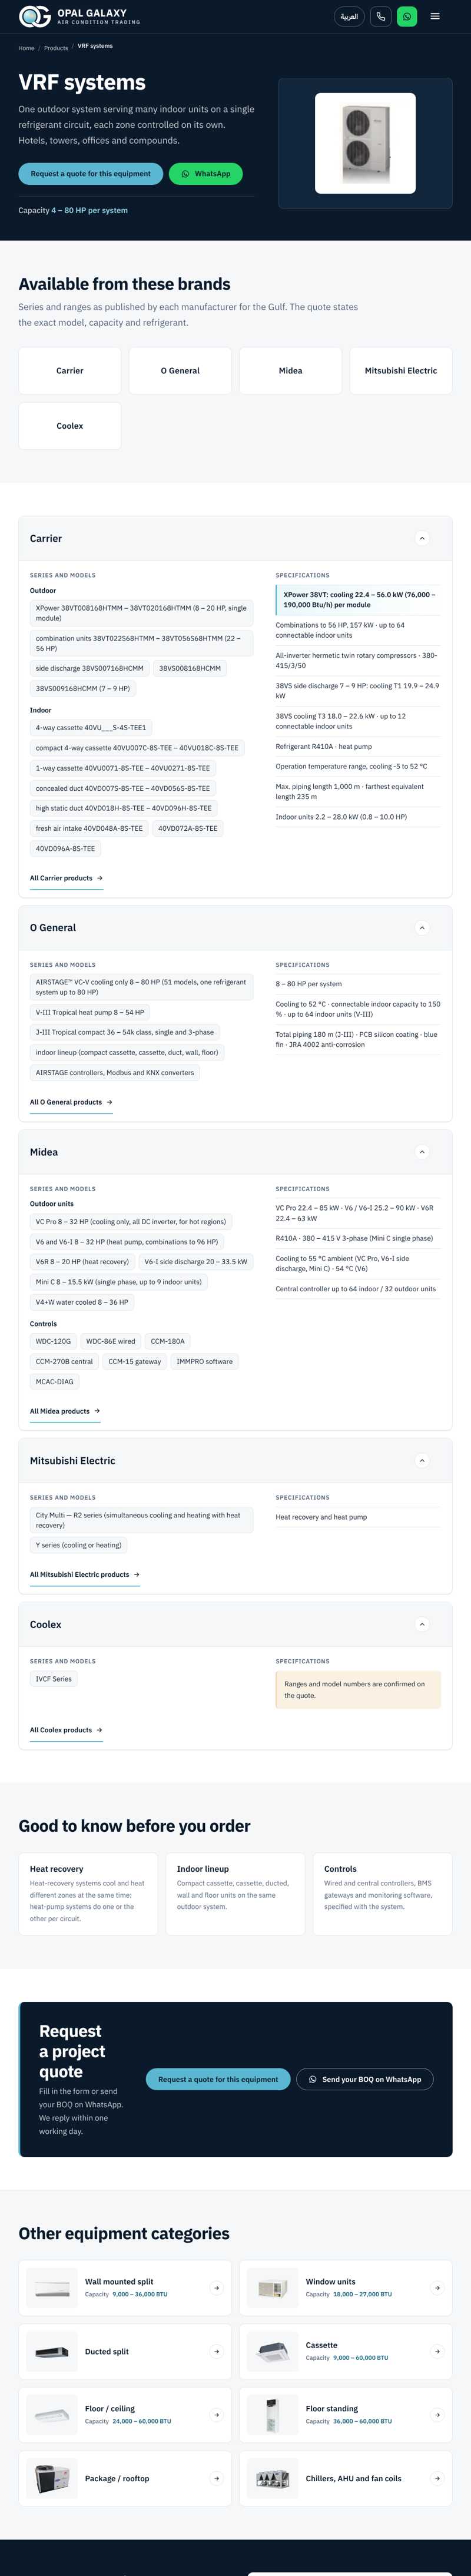 OPAL GALAXY
AIR CONDITION TRADING
العربية
Home / Products / VRF systems
VRF systems
One outdoor system serving many indoor units on a single
refrigerant circuit, each zone controlled on its own.
Hotels, towers, offices and compounds.
Request a quote for this equipment
WhatsApp
Capacity 4 – 80 HP per system
Available from these brands
Series and ranges as published by each manufacturer for the Gulf. The quote states
the exact model, capacity and refrigerant.
Carrier
O General
Midea
Mitsubishi Electric
Coolex
Carrier
SERIES AND MODELS
Outdoor
XPower 38VT008168HTMM – 38VT020168HTMM (8 – 20 HP, single
module)
combination units 38VT022S68HTMM – 38VT056S68HTMM (22 –
56 HP)
side discharge 38VS007168HCMM
38VS008168HCMM
38VS009168HCMM (7 – 9 HP)
Indoor
4-way cassette 40VU___S-4S-TEE1
compact 4-way cassette 40VU007C-8S-TEE – 40VU018C-8S-TEE
1-way cassette 40VU0071-8S-TEE – 40VU0271-8S-TEE
concealed duct 40VD007S-8S-TEE – 40VD056S-8S-TEE
high static duct 40VD018H-8S-TEE – 40VD096H-8S-TEE
fresh air intake 40VD048A-8S-TEE
40VD072A-8S-TEE
40VD096A-8S-TEE
All Carrier products →
SPECIFICATIONS
XPower 38VT: cooling 22.4 – 56.0 kW (76,000 –
190,000 Btu/h) per module
Combinations to 56 HP, 157 kW · up to 64
connectable indoor units
All-inverter hermetic twin rotary compressors · 380-
415/3/50
38VS side discharge 7 – 9 HP: cooling T1 19.9 – 24.9
kW
38VS cooling T3 18.0 – 22.6 kW · up to 12
connectable indoor units
Refrigerant R410A · heat pump
Operation temperature range, cooling -5 to 52 °C
Max. piping length 1,000 m · farthest equivalent
length 235 m
Indoor units 2.2 – 28.0 kW (0.8 – 10.0 HP)
O General
SERIES AND MODELS
AIRSTAGE™ VC-V cooling only 8 – 80 HP (51 models, one refrigerant
system up to 80 HP)
V-III Tropical heat pump 8 – 54 HP
J-III Tropical compact 36 – 54k class, single and 3-phase
indoor lineup (compact cassette, cassette, duct, wall, floor)
AIRSTAGE controllers, Modbus and KNX converters
All O General products →
SPECIFICATIONS
8 – 80 HP per system
Cooling to 52 °C · connectable indoor capacity to 150
% · up to 64 indoor units (V-III)
Total piping 180 m (J-III) · PCB silicon coating · blue
fin · JRA 4002 anti-corrosion
Midea
SERIES AND MODELS
Outdoor units
VC Pro 8 – 32 HP (cooling only, all DC inverter, for hot regions)
V6 and V6-I 8 – 32 HP (heat pump, combinations to 96 HP)
V6R 8 – 20 HP (heat recovery)
V6-I side discharge 20 – 33.5 kW
Mini C 8 – 15.5 kW (single phase, up to 9 indoor units)
V4+W water cooled 8 – 36 HP
Controls
WDC-120G
WDC-86E wired
CCM-180A
CCM-270B central
CCM-15 gateway
IMMPRO software
MCAC-DIAG
All Midea products →
SPECIFICATIONS
VC Pro 22.4 – 85 kW · V6 / V6-I 25.2 – 90 kW · V6R
22.4 – 63 kW
R410A · 380 – 415 V 3-phase (Mini C single phase)
Cooling to 55 °C ambient (VC Pro, V6-I side
discharge, Mini C) · 54 °C (V6)
Central controller up to 64 indoor / 32 outdoor units
Mitsubishi Electric
SERIES AND MODELS
City Multi — R2 series (simultaneous cooling and heating with heat
recovery)
Y series (cooling or heating)
All Mitsubishi Electric products →
SPECIFICATIONS
Heat recovery and heat pump
Coolex
SERIES AND MODELS
IVCF Series
All Coolex products →
SPECIFICATIONS
Ranges and model numbers are confirmed on
the quote.
Good to know before you order
Heat recovery
Heat-recovery systems cool and heat
different zones at the same time;
heat-pump systems do one or the
other per circuit.
Indoor lineup
Compact cassette, cassette, ducted,
wall and floor units on the same
outdoor system.
Controls
Wired and central controllers, BMS
gateways and monitoring software,
specified with the system.
Request
a project
quote
Fill in the form or send
your BOQ on WhatsApp.
We reply within one
working day.
Request a quote for this equipment
Send your BOQ on WhatsApp
Other equipment categories
Wall mounted split
Capacity 9,000 – 36,000 BTU
Window units
Capacity 18,000 – 27,000 BTU
Ducted split
Cassette
Capacity 9,000 – 60,000 BTU
Floor / ceiling
Capacity 24,000 – 60,000 BTU
Floor standing
Capacity 36,000 – 60,000 BTU
Package / rooftop
Chillers, AHU and fan coils